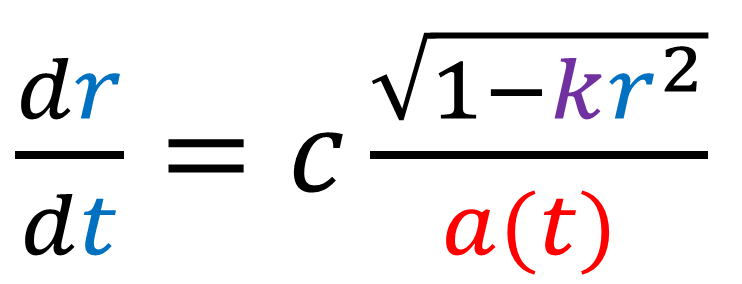 dr/dt = c √(1−kr²)/a(t)